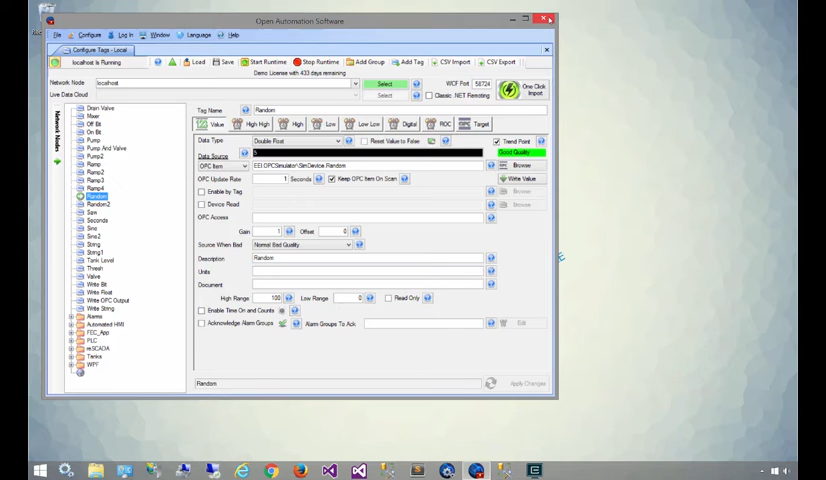 Open Automation Software
File Configure Log In Window Language Help
Configure Tags - Local
localhost Is Running Load Save Start Runtime Stop Runtime Add Group Add Tag CSV Import CSV Export
Demo License with 433 days remaining
Network Node localhost Select WCF Port 58724 One Click Import
Live Data Cloud Select Classic .NET Remoting
Network Nodes
Drain Valve
Mixer
Off Bit
On Bit
Pump
Pump And Valve
Pump2
Ramp
Ramp2
Ramp3
Ramp4
Random
Random2
Saw
Seconds
Sine
Sine2
String
String1
Tank Level
Thresh
Valve
Write Bit
Write Float
Write OPC Output
Write String
Alarms
Automated HMI
FEC_App
PLC
reSCADA
Tanks
WPF
Tag Name Random
Value High High High Low Low Low Digital ROC Target
Data Type Double Float Reset Value to False Trend Point
Data Source 5 Good Quality
OPC Item EEI.OPCSimulator\SimDevice.Random Browse
OPC Update Rate 1 Seconds Keep OPC Item On Scan Write Value
Enable by Tag Browse
Device Read Browse
OPC Access
Gain 1 Offset 0
Source When Bad Normal Bad Quality
Description Random
Units
Document
High Range 100 Low Range 0 Read Only
Enable Time On and Counts
Acknowledge Alarm Groups Alarm Groups To Ack Edit
Random Apply Changes